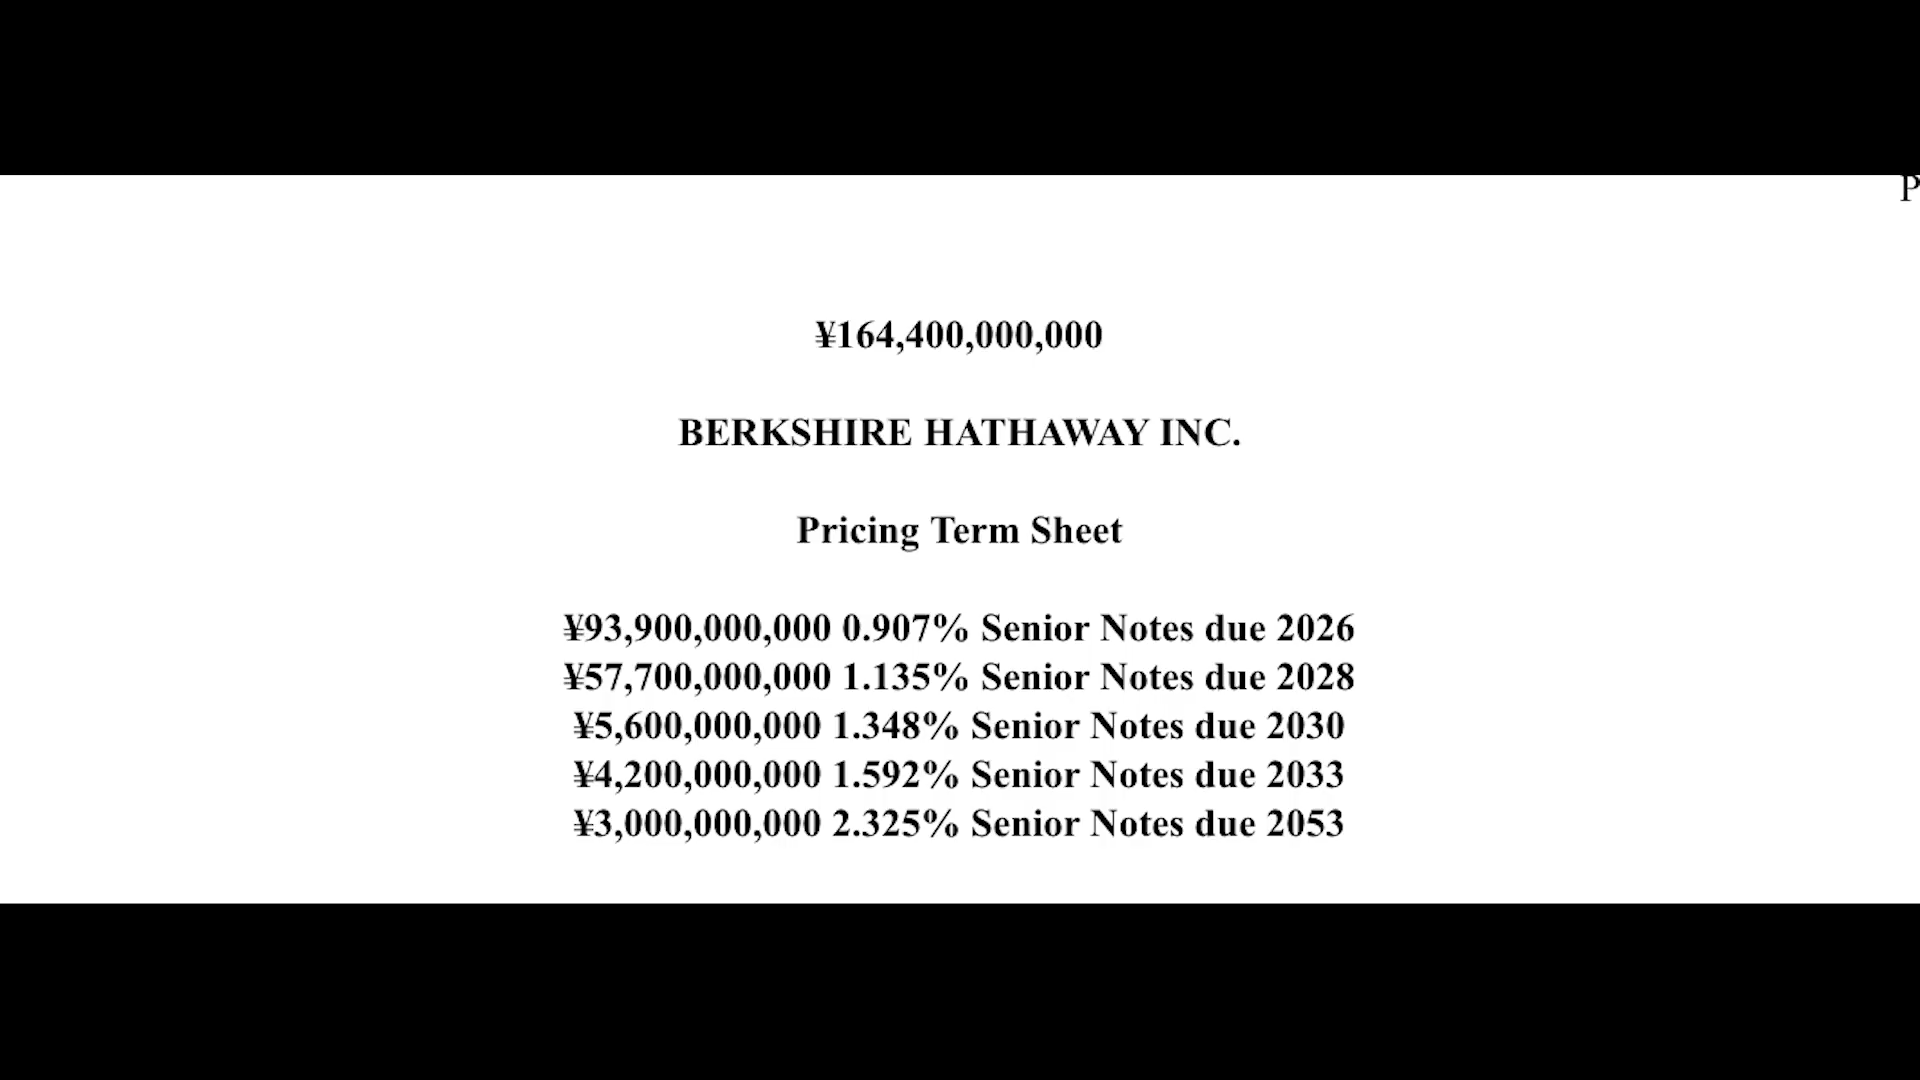 P
¥164,400,000,000
BERKSHIRE HATHAWAY INC.
Pricing Term Sheet
¥93,900,000,000 0.907% Senior Notes due 2026
¥57,700,000,000 1.135% Senior Notes due 2028
¥5,600,000,000 1.348% Senior Notes due 2030
¥4,200,000,000 1.592% Senior Notes due 2033
¥3,000,000,000 2.325% Senior Notes due 2053